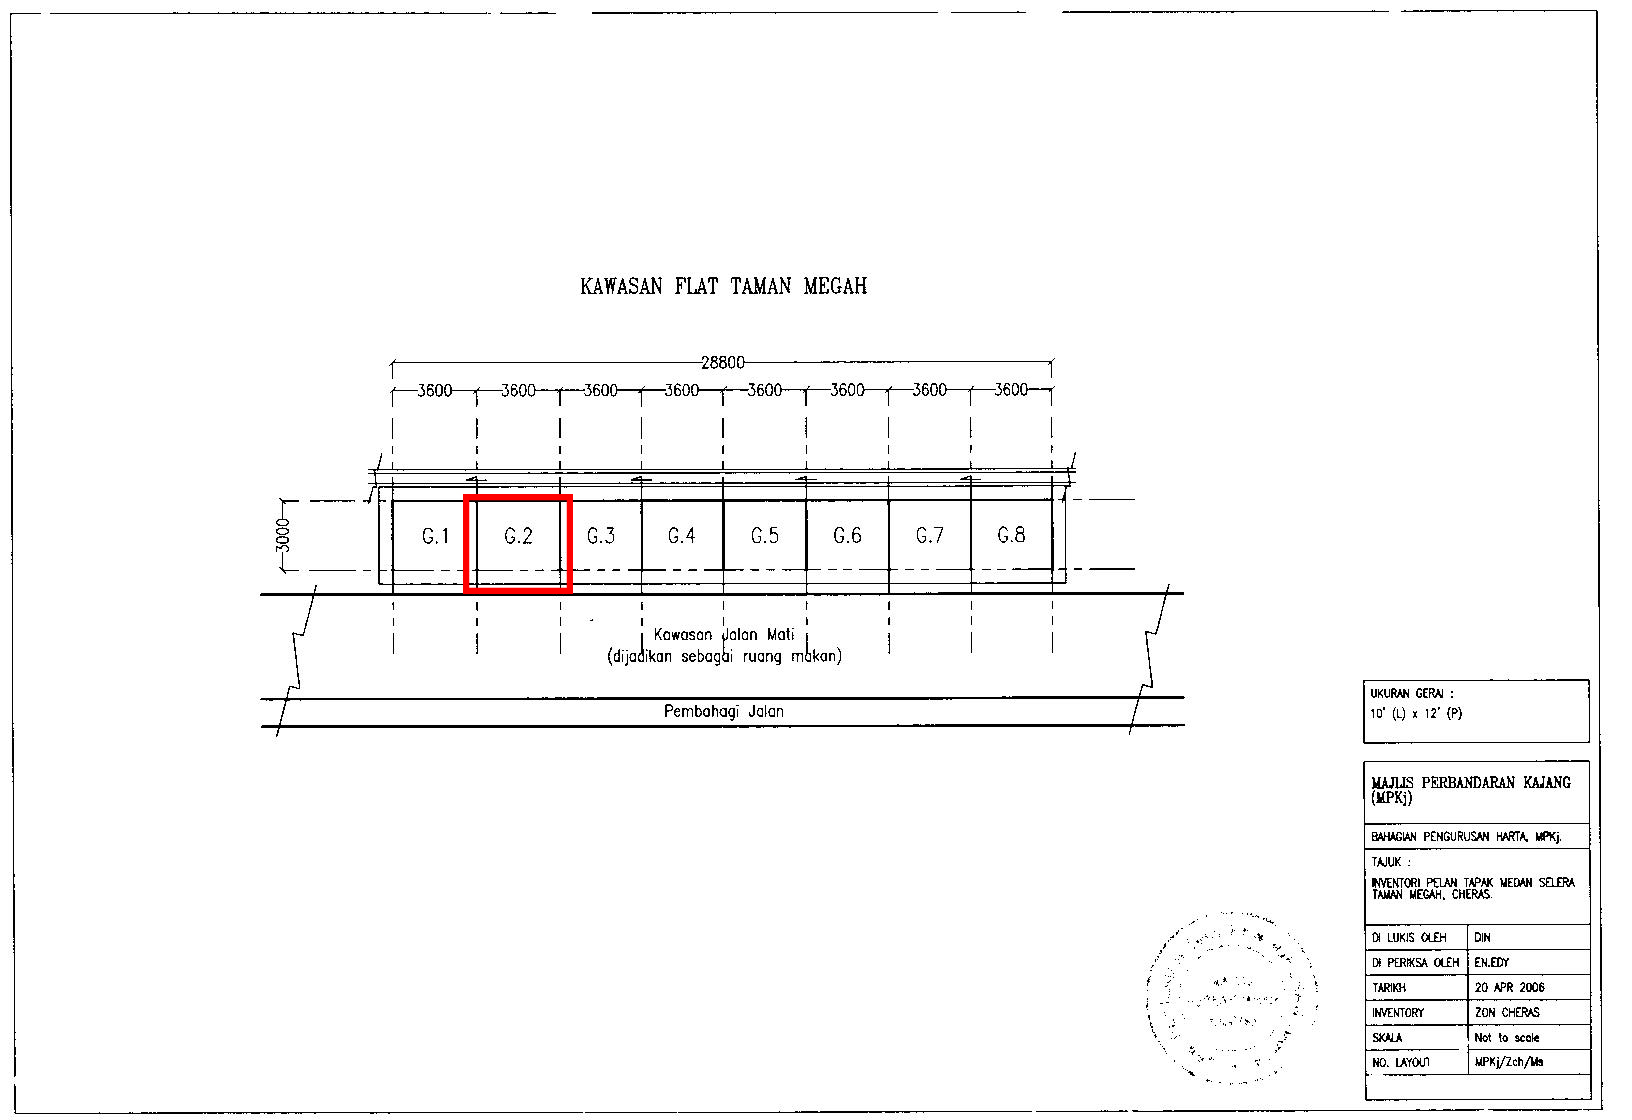 KAWASAN FLAT TAMAN MEGAH
28800
3600 3600 3600 3600 3600 3600 3600 3600
3000
G.1 G.2 G.3 G.4 G.5 G.6 G.7 G.8
Kawasan Jalan Mati
(dijadikan sebagai ruang makan)
Pembahagi Jalan
UKURAN GERAI :
10' (L) x 12' (P)
MAJLIS PERBANDARAN KAJANG
(MPKj)
BAHAGIAN PENGURUSAN HARTA, MPKj.
TAJUK :
INVENTORI PELAN TAPAK MEDAN SELERA
TAMAN MEGAH, CHERAS.
DI LUKIS OLEH DIN
DI PERIKSA OLEH EN.EDY
TARIKH 20 APR 2006
INVENTORY ZON CHERAS
SKALA Not to scale
NO. LAYOUT MPKj/Zch/Ms